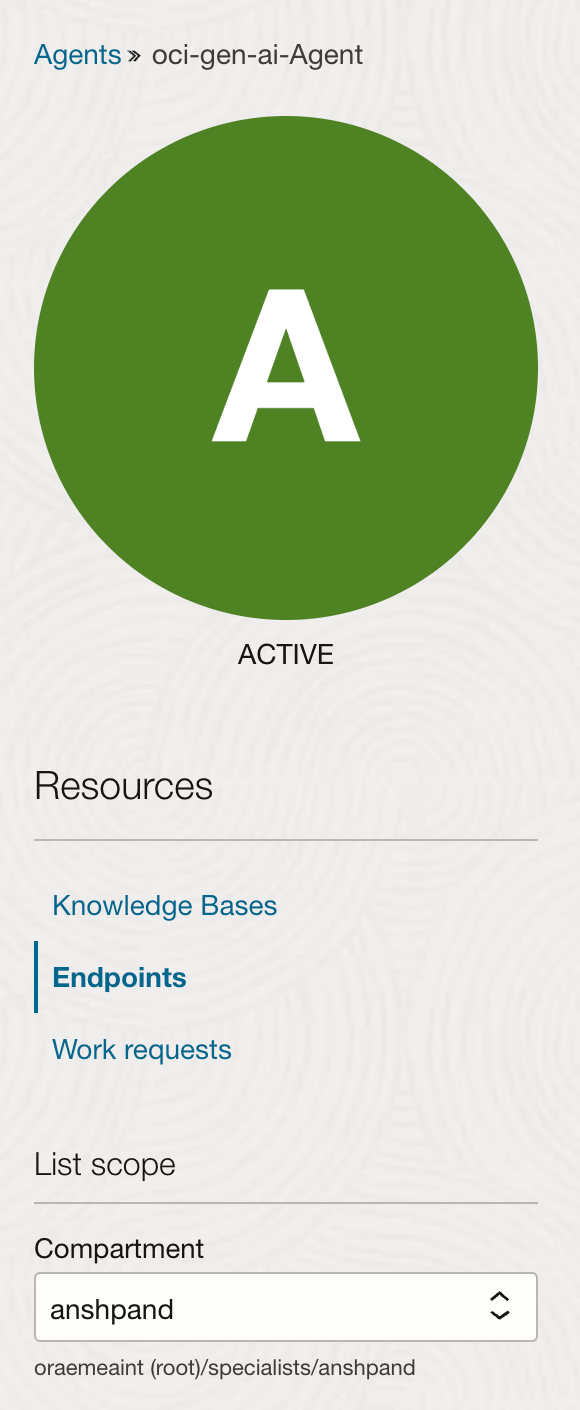 Agents » oci-gen-ai-Agent
A
ACTIVE
Resources
Knowledge Bases
Endpoints
Work requests
List scope
Compartment
anshpand
oraemeaint (root)/specialists/anshpand